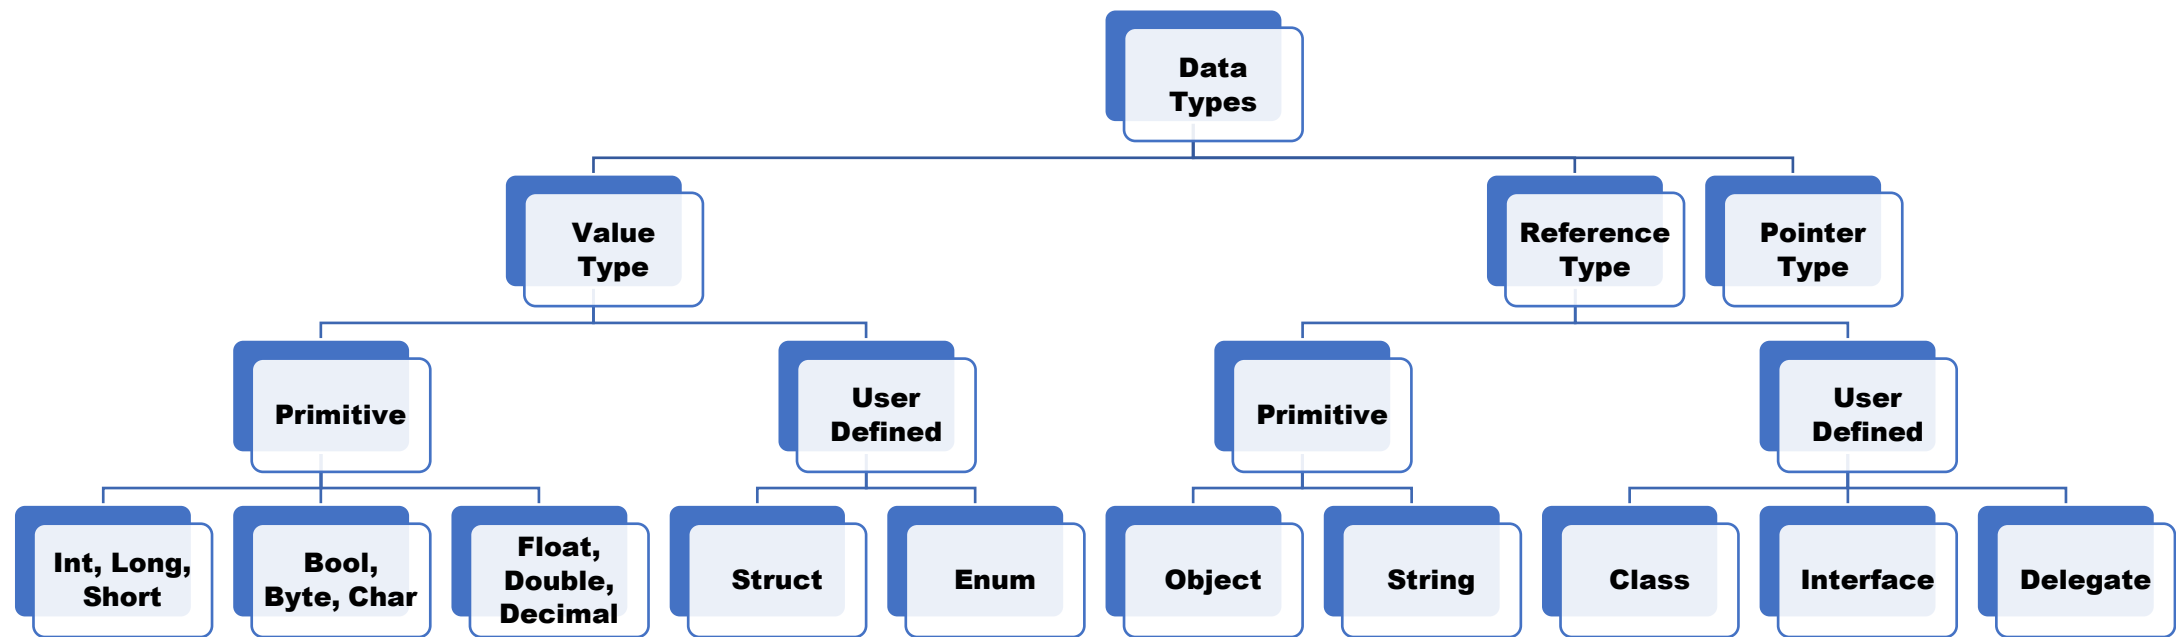 Data
Types
Value
Type
Reference
Type
Pointer
Type
Primitive
User
Defined
Primitive
User
Defined
Int, Long,
Short
Bool,
Byte, Char
Float,
Double,
Decimal
Struct
Enum
Object
String
Class
Interface
Delegate